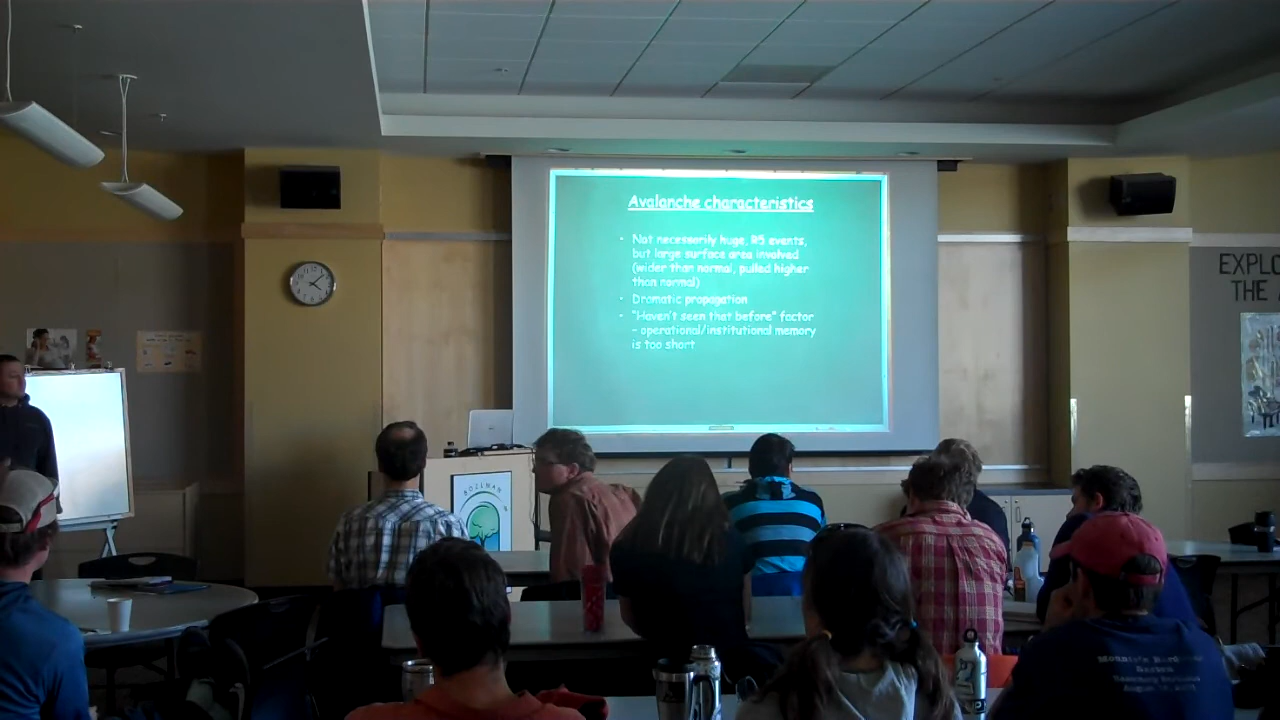 Avalanche characteristics
• Not necessarily huge, R5 events,
but large surface area involved
(wider than normal, pulled higher
than normal)
• Dramatic propagation
• "Haven't seen that before" factor
– operational/institutional memory
is too short
EXPLO
THE
BOZEMAN